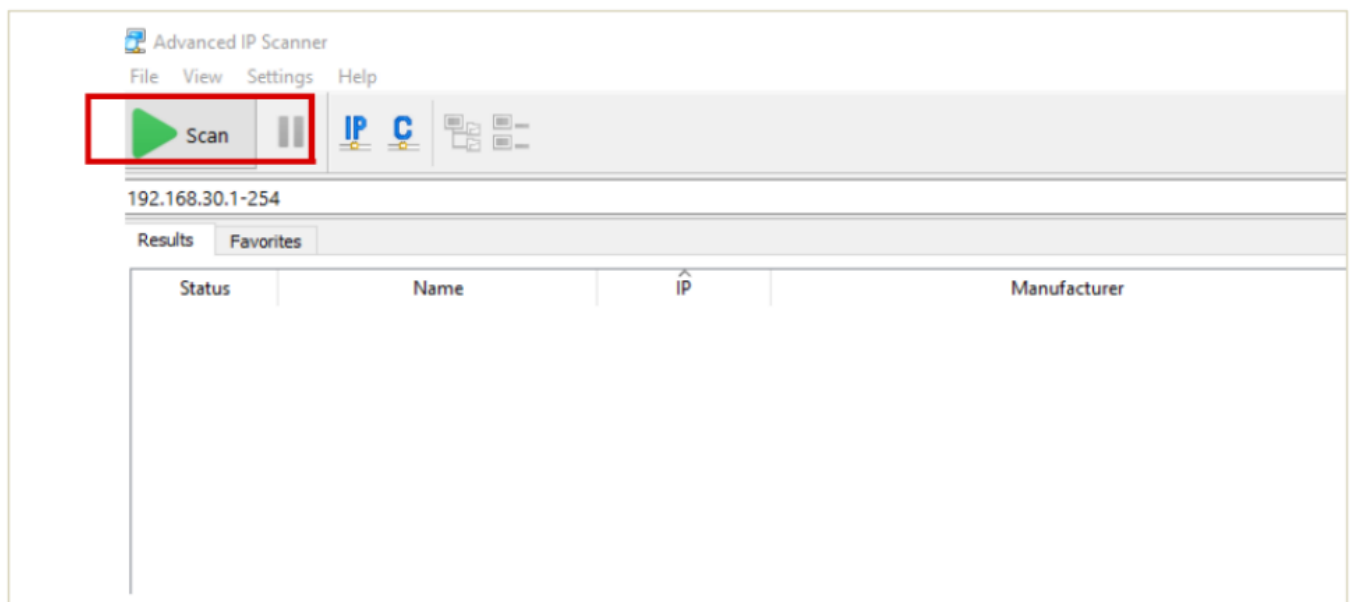 Advanced IP Scanner
File View Settings Help
Scan IP C
192.168.30.1-254
Results Favorites
Status Name IP Manufacturer